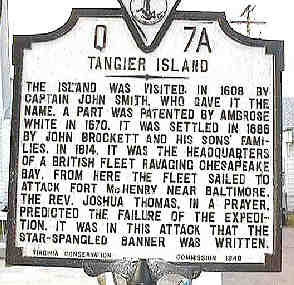 Q 7A
TANGIER ISLAND
THE ISLAND WAS VISITED IN 1608 BY
CAPTAIN JOHN SMITH, WHO GAVE IT THE
NAME. A PART WAS PATENTED BY AMBROSE
WHITE IN 1670. IT WAS SETTLED IN 1686
BY JOHN BROCKETT AND HIS SONS' FAMI-
LIES. IN 1814, IT WAS THE HEADQUARTERS
OF A BRITISH FLEET RAVAGING CHESAPEAKE
BAY. FROM HERE THE FLEET SAILED TO
ATTACK FORT McHENRY NEAR BALTIMORE.
THE REV. JOSHUA THOMAS, IN A PRAYER,
PREDICTED THE FAILURE OF THE EXPEDI-
TION. IT WAS IN THIS ATTACK THAT THE
STAR-SPANGLED BANNER WAS WRITTEN.
VIRGINIA CONSERVATION COMMISSION